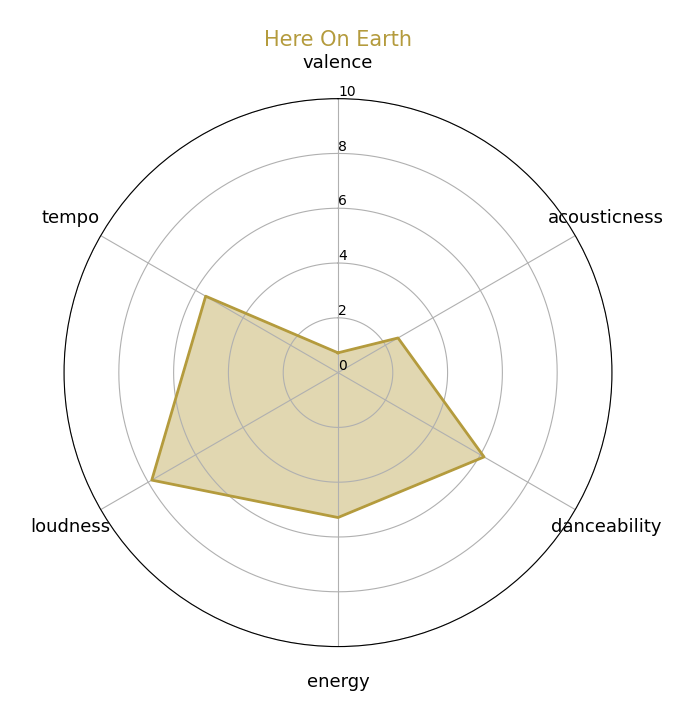 Here On Earth
valence
10
8
6
4
2
0
tempo
acousticness
loudness
danceability
energy